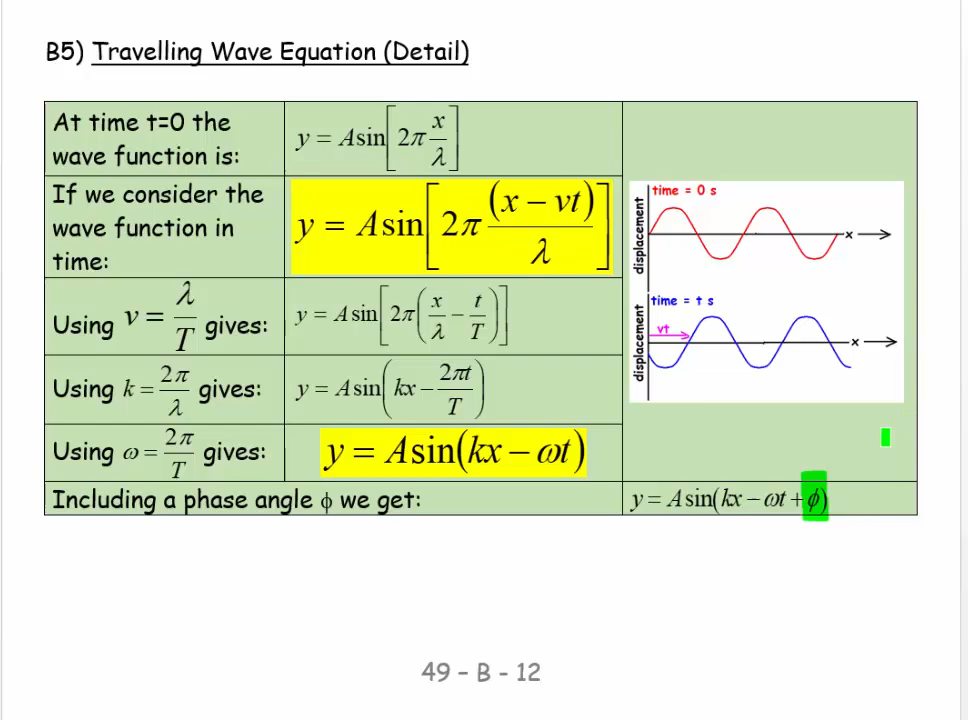 B5) Travelling Wave Equation (Detail)
At time t=0 the
wave function is:
y = A sin[2π x/λ]
If we consider the
wave function in
time:
y = A sin[2π (x − vt)/λ]
Using v = λ/T gives:
y = A sin[2π(x/λ − t/T)]
Using k = 2π/λ gives:
y = A sin(kx − 2πt/T)
Using ω = 2π/T gives:
y = A sin(kx − ωt)
time = 0 s
displacement
x
time = t s
displacement
vt
x
Including a phase angle ϕ we get:
y = A sin(kx − ωt + ϕ)
49 – B - 12